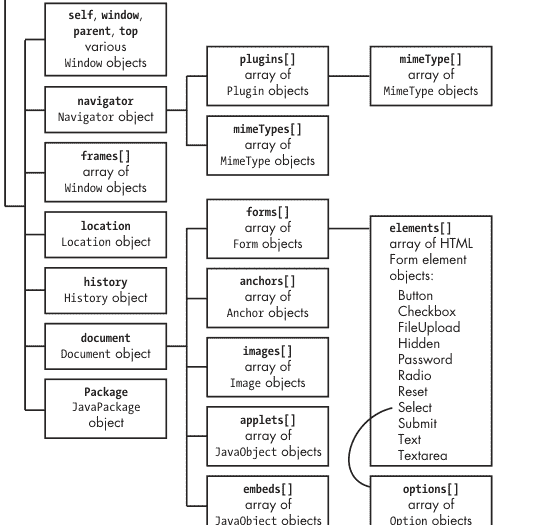 self, window,
parent, top
various
Window objects
navigator
Navigator object
frames[]
array of
Window objects
location
Location object
history
History object
document
Document object
Package
JavaPackage
object
plugins[]
array of
Plugin objects
mimeTypes[]
array of
MimeType objects
forms[]
array of
Form objects
anchors[]
array of
Anchor objects
images[]
array of
Image objects
applets[]
array of
JavaObject objects
embeds[]
array of
JavaObject objects
mimeType[]
array of
MimeType objects
elements[]
array of HTML
Form element
objects:
Button
Checkbox
FileUpload
Hidden
Password
Radio
Reset
Select
Submit
Text
Textarea
options[]
array of
Option objects